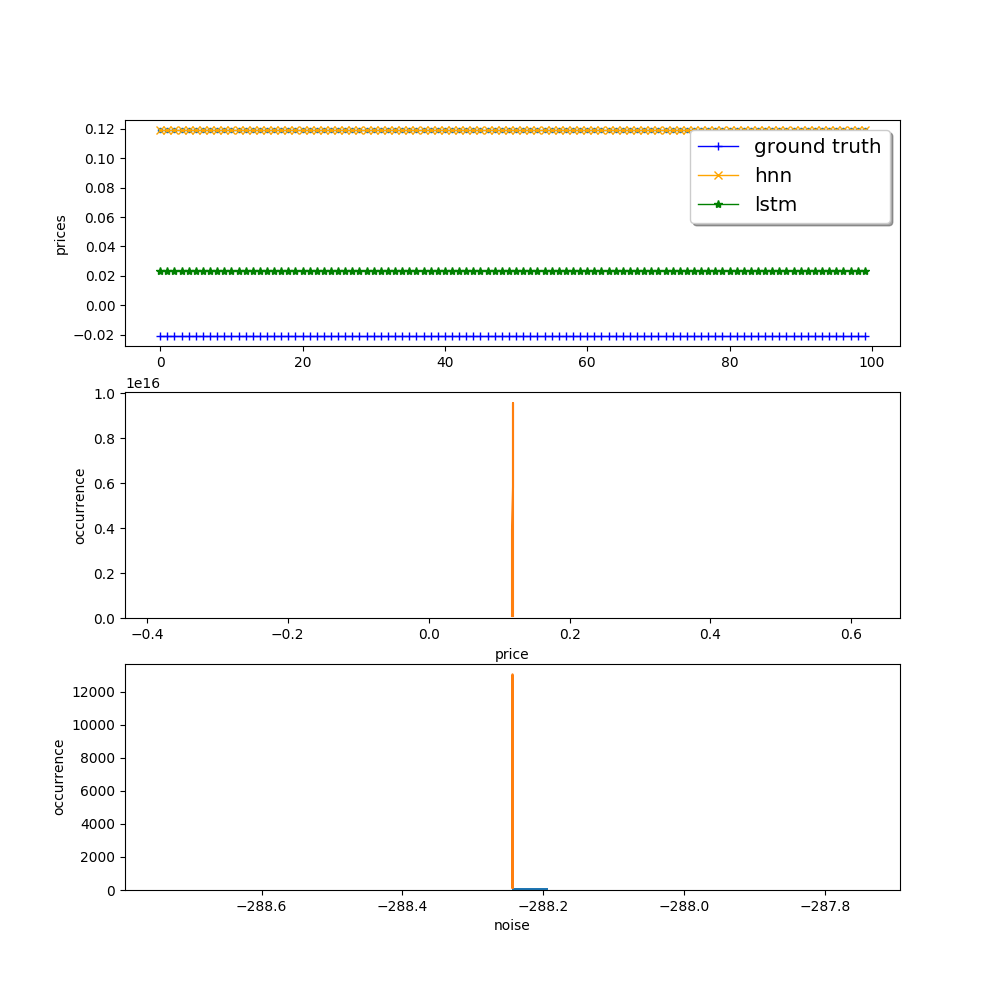 0.12
0.10
0.08
0.06
0.04
0.02
0.00
−0.02
prices
ground truth
hnn
lstm
0 20 40 60 80 100
1e16
1.0
0.8
0.6
0.4
0.2
0.0
occurrence
−0.4 −0.2 0.0 0.2 0.4 0.6
price
12000
10000
8000
6000
4000
2000
0
occurrence
−288.6 −288.4 −288.2 −288.0 −287.8
noise